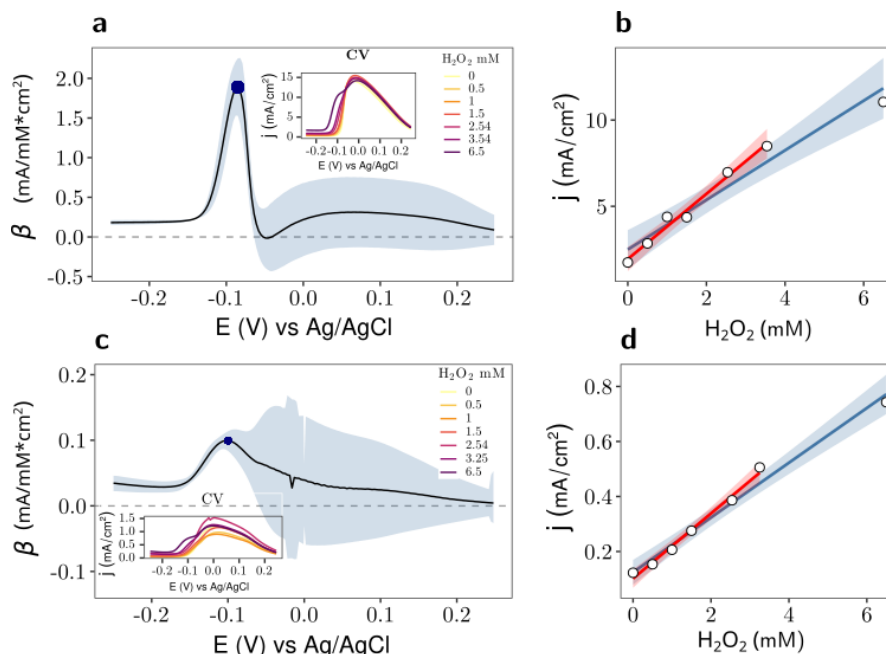 a
β (mA/mM*cm²)
2.0
1.5
1.0
0.5
0.0
-0.5
-0.2 -0.1 0.0 0.1 0.2
E (V) vs Ag/AgCl
CV
j (mA/cm²)
15
10
5
0
-0.2 -0.1 0.0 0.1 0.2
E (V) vs Ag/AgCl
H₂O₂ mM
0
0.5
1
1.5
2.54
3.54
6.5
b
j (mA/cm²)
10
5
0 2 4 6
H₂O₂ (mM)
c
β (mA/mM*cm²)
0.2
0.1
0.0
-0.1
-0.2 -0.1 0.0 0.1 0.2
E (V) vs Ag/AgCl
H₂O₂ mM
0
0.5
1
1.5
2.54
3.25
6.5
CV
j (mA/cm²)
1.5
1.0
0.5
0.0
-0.2 -0.1 0.0 0.1 0.2
E (V) vs Ag/AgCl
d
j (mA/cm²)
0.8
0.6
0.4
0.2
0 2 4 6
H₂O₂ (mM)